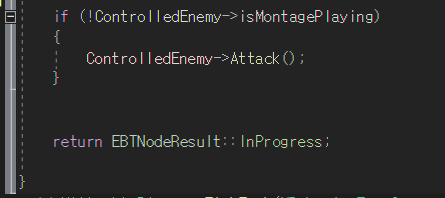 if (!ControlledEnemy->isMontagePlaying)
{
ControlledEnemy->Attack();
}
return EBTNodeResult::InProgress;
}